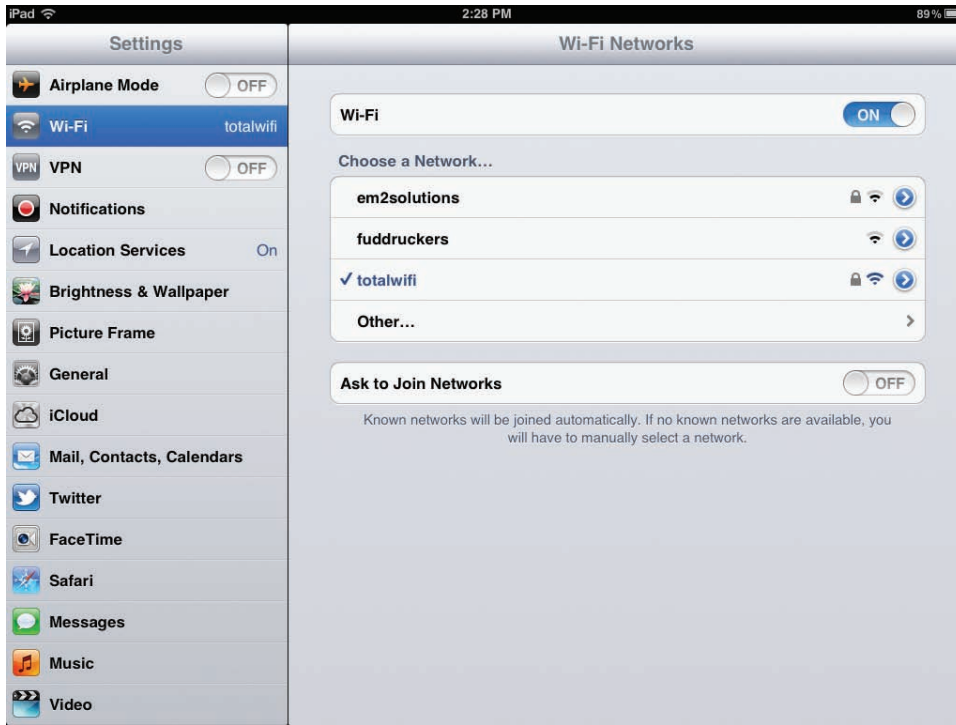 iPad 2:28 PM 89%
Settings
Airplane Mode OFF
Wi-Fi totalwifi
VPN VPN OFF
Notifications
Location Services On
Brightness & Wallpaper
Picture Frame
General
iCloud
Mail, Contacts, Calendars
Twitter
FaceTime
Safari
Messages
Music
Video
Wi-Fi Networks
Wi-Fi ON
Choose a Network...
em2solutions
fuddruckers
✓ totalwifi
Other...
Ask to Join Networks OFF
Known networks will be joined automatically. If no known networks are available, you
will have to manually select a network.